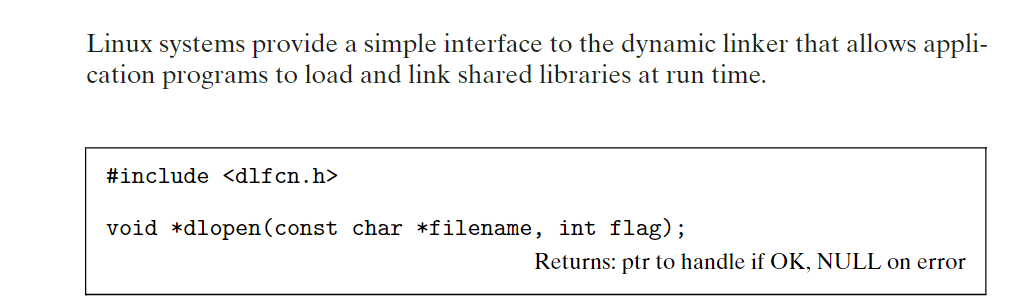 Linux systems provide a simple interface to the dynamic linker that allows appli-
cation programs to load and link shared libraries at run time.
#include <dlfcn.h>
void *dlopen(const char *filename, int flag);
Returns: ptr to handle if OK, NULL on error